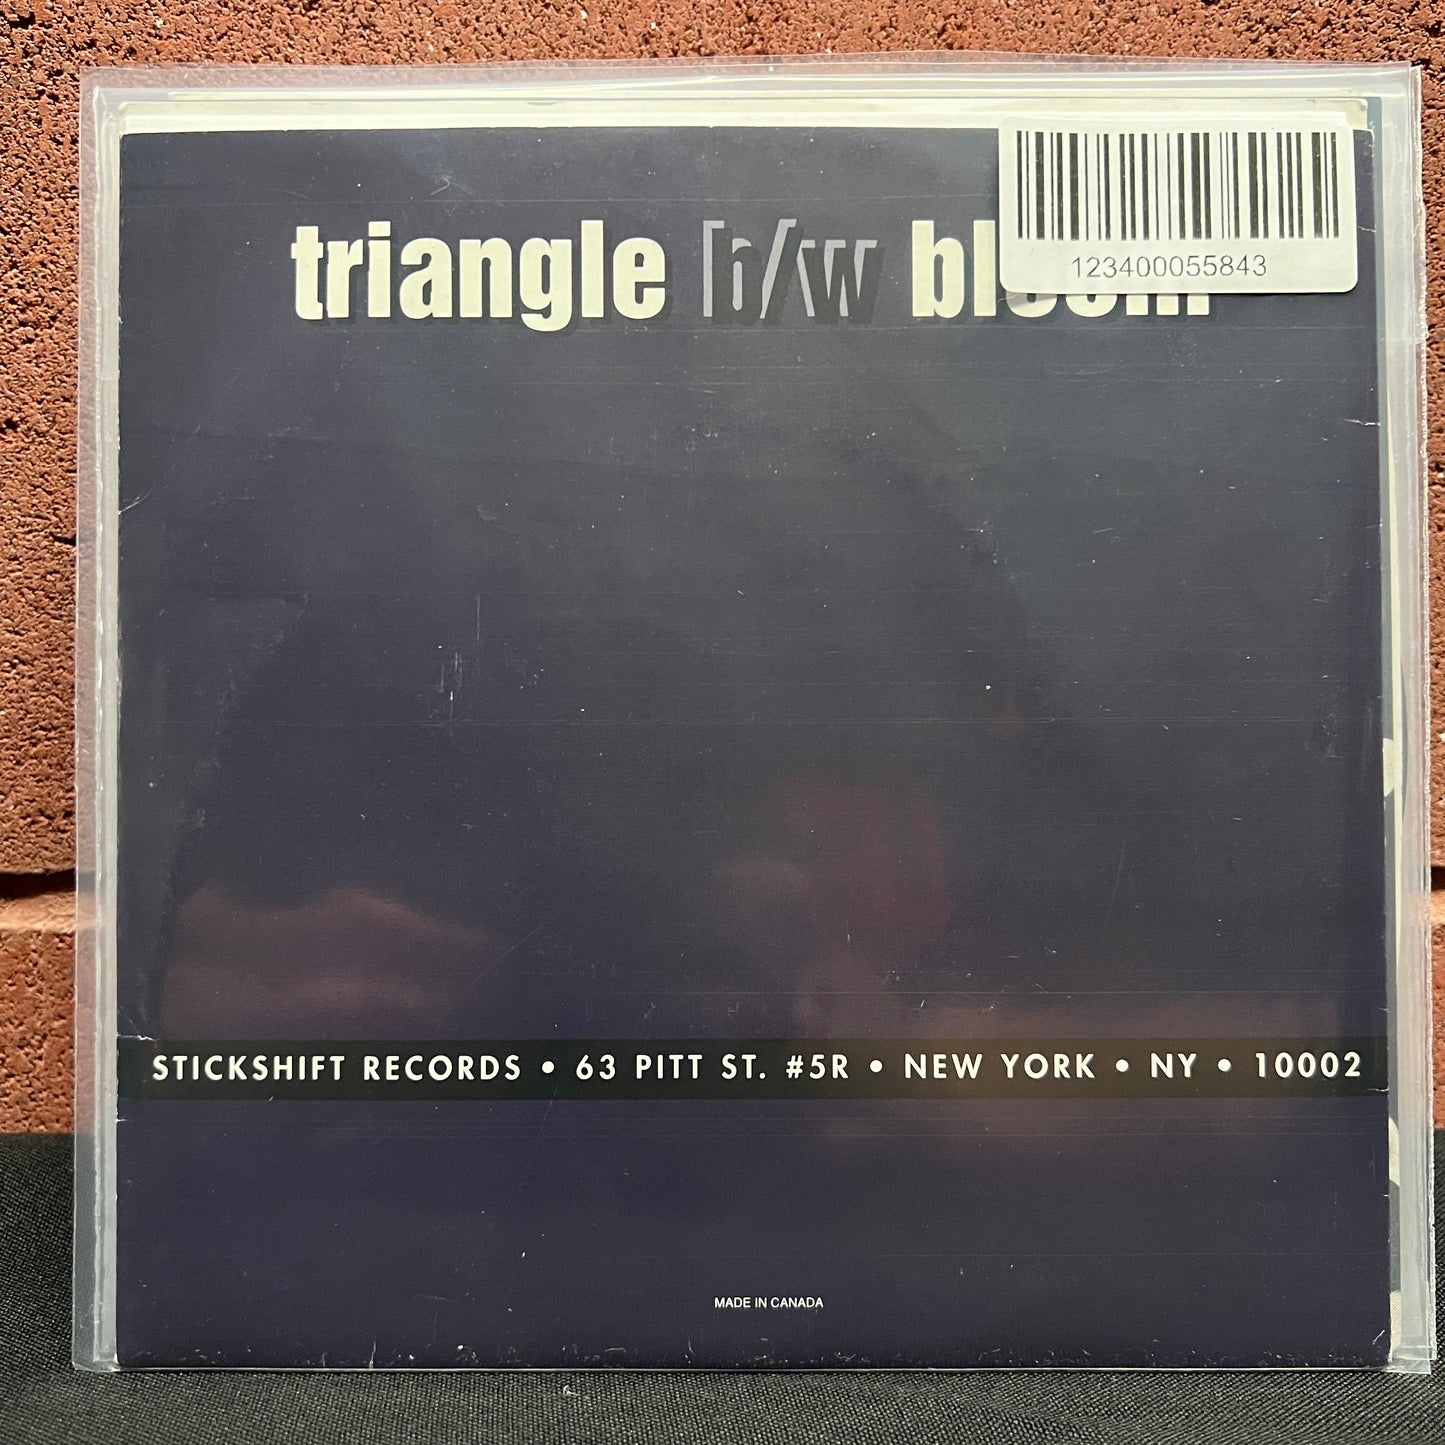 triangle b/w
123400055843
STICKSHIFT RECORDS • 63 PITT ST. #5R • NEW YORK • NY • 10002
MADE IN CANADA